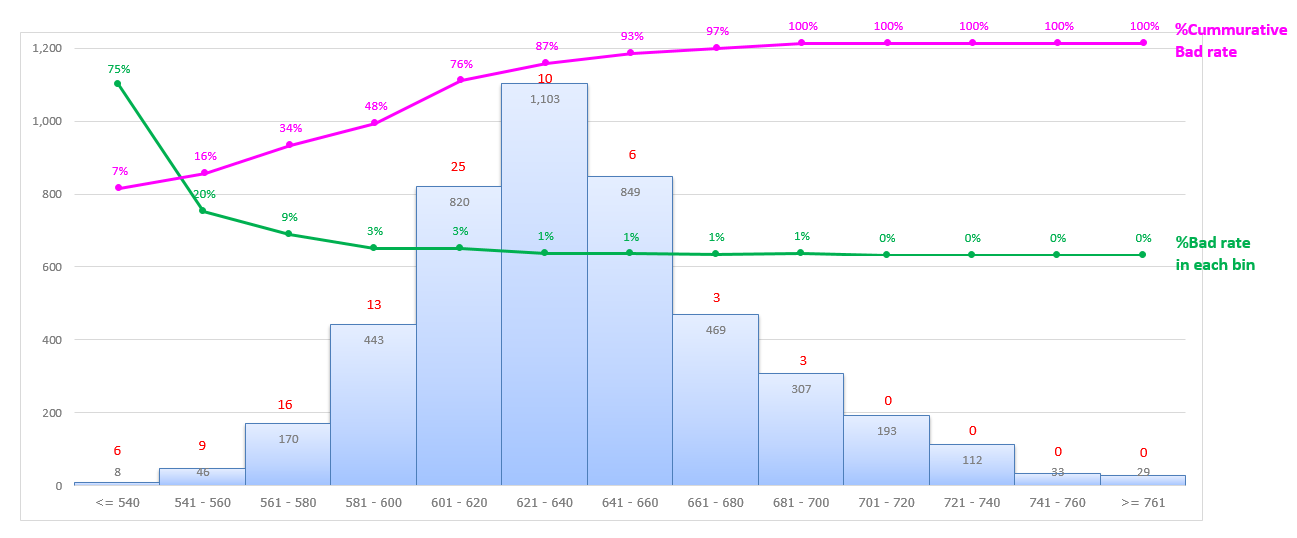 100% 100% 100% 100% 100%
%Cummurative
Bad rate
97%
93%
87%
76%
48%
34%
16%
7%
75%
20%
9%
3% 3% 1% 1% 1% 1% 0% 0% 0% 0%
%Bad rate
in each bin
1,200
1,000
800
600
400
200
0
6 9 16 13 25 10 6 3 3 0 0 0 0
8 46 170 443 820 1,103 849 469 307 193 112 33 29
<= 540 541 - 560 561 - 580 581 - 600 601 - 620 621 - 640 641 - 660 661 - 680 681 - 700 701 - 720 721 - 740 741 - 760 >= 761